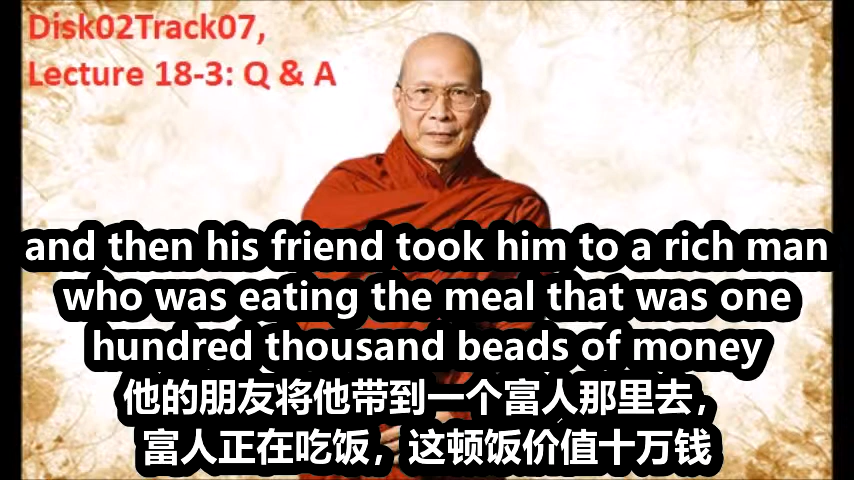 Disk02Track07,
Lecture 18-3: Q & A
and then his friend took him to a rich man
who was eating the meal that was one
hundred thousand beads of money
他的朋友将他带到一个富人那里去，
富人正在吃饭，这顿饭价值十万钱